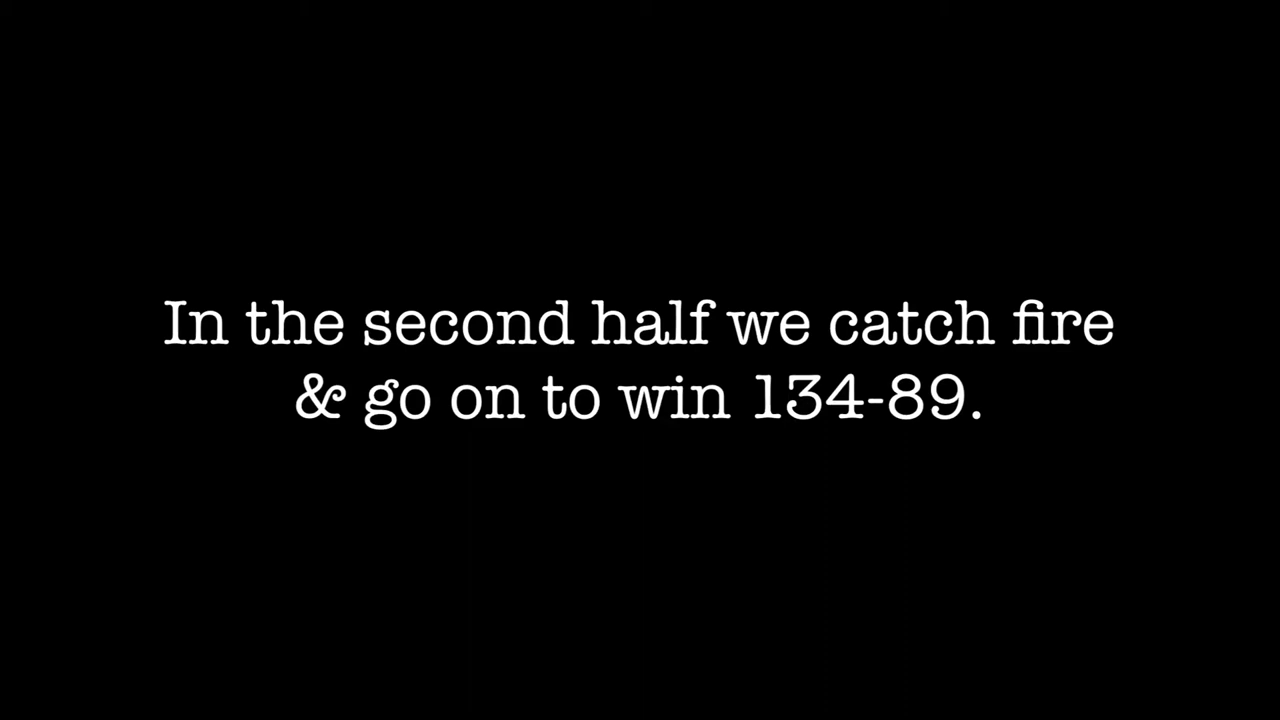 In the second half we catch fire
& go on to win 134-89.